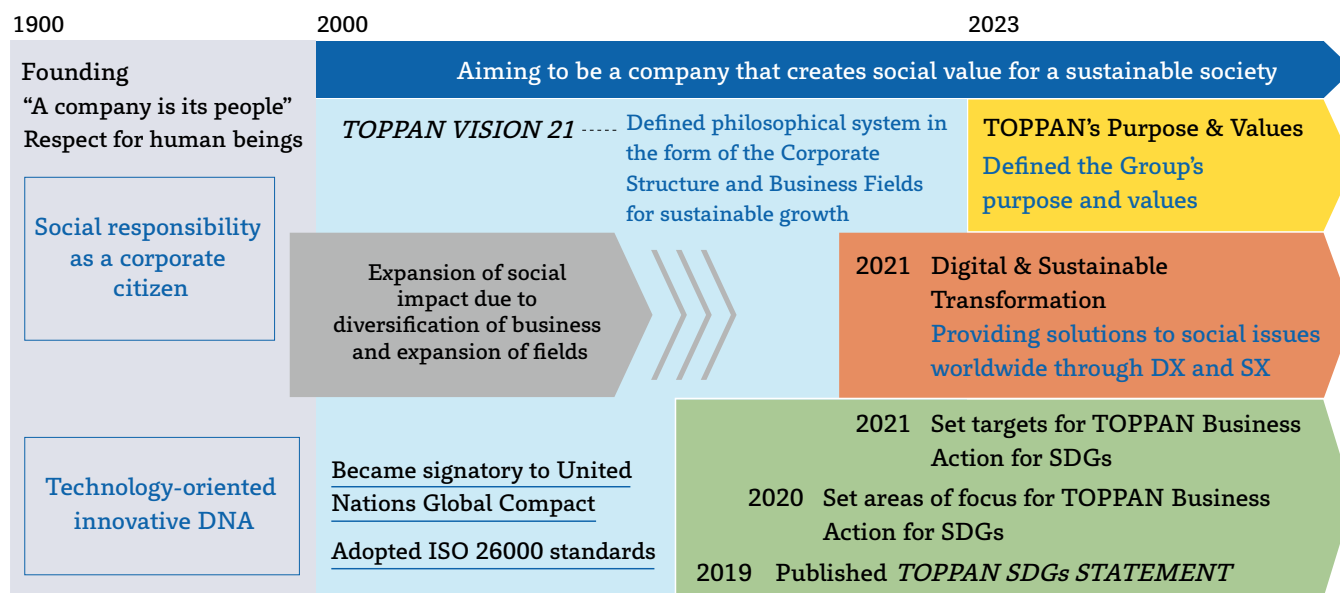 1900
2000
2023
Founding
“A company is its people”
Respect for human beings
Social responsibility
as a corporate
citizen
Technology-oriented
innovative DNA
Aiming to be a company that creates social value for a sustainable society
TOPPAN VISION 21
Defined philosophical system in
the form of the Corporate
Structure and Business Fields
for sustainable growth
TOPPAN’s Purpose & Values
Defined the Group’s
purpose and values
Expansion of social
impact due to
diversification of business
and expansion of fields
2021 Digital & Sustainable
Transformation
Providing solutions to social issues
worldwide through DX and SX
Became signatory to United
Nations Global Compact
Adopted ISO 26000 standards
2021 Set targets for TOPPAN Business
Action for SDGs
2020 Set areas of focus for TOPPAN Business
Action for SDGs
2019 Published TOPPAN SDGs STATEMENT